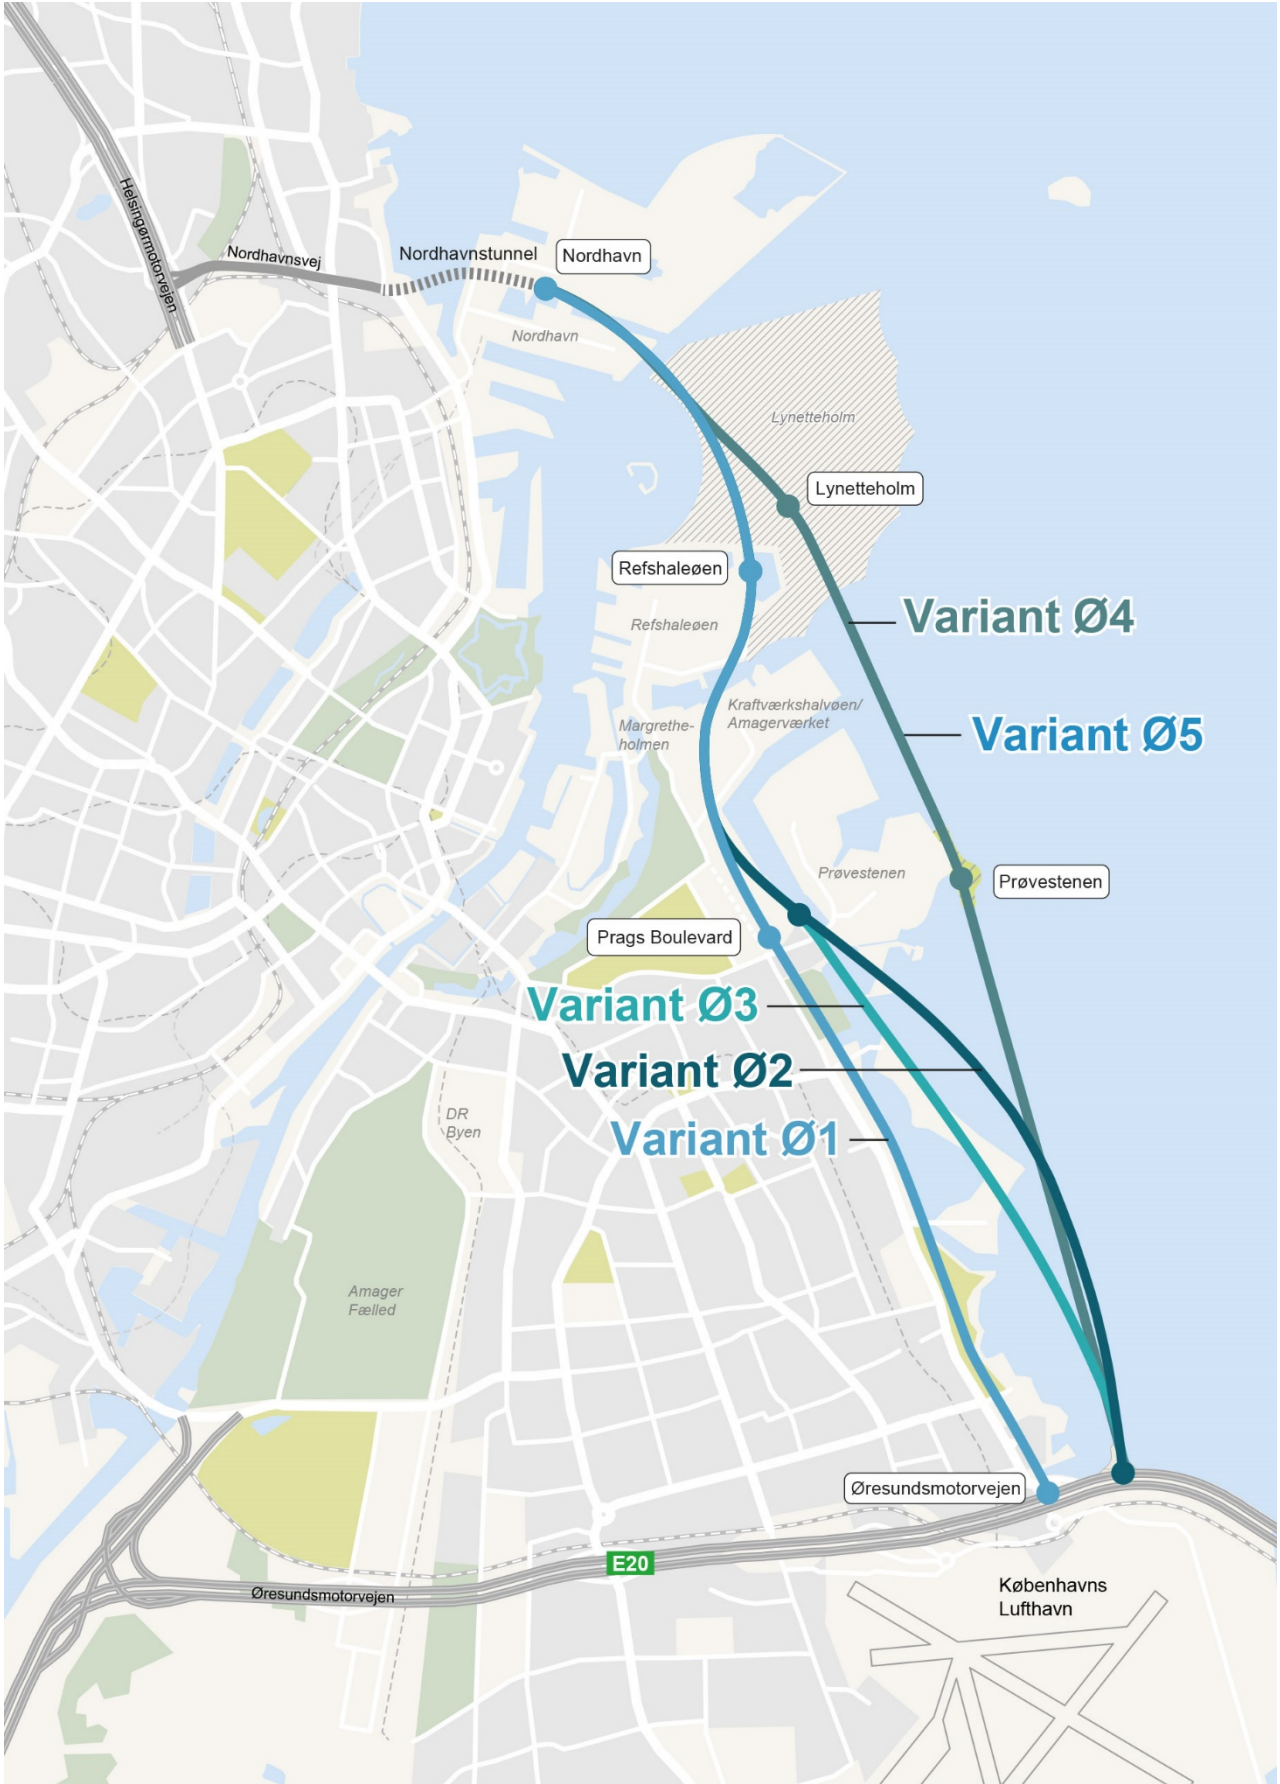 Helsingørmotorvejen
Nordhavnsvej
Nordhavnstunnel
Nordhavn
Nordhavn
Lynetteholm
Lynetteholm
Refshaleøen
Refshaleøen
Variant Ø4
Kraftværkshalvøen/
Amagerværket
Margrethe-
holmen
Variant Ø5
Prøvestenen
Prøvestenen
Prags Boulevard
Variant Ø3
Variant Ø2
DR
Byen
Variant Ø1
Amager
Fælled
Øresundsmotorvejen
E20
Øresundsmotorvejen
Københavns
Lufthavn